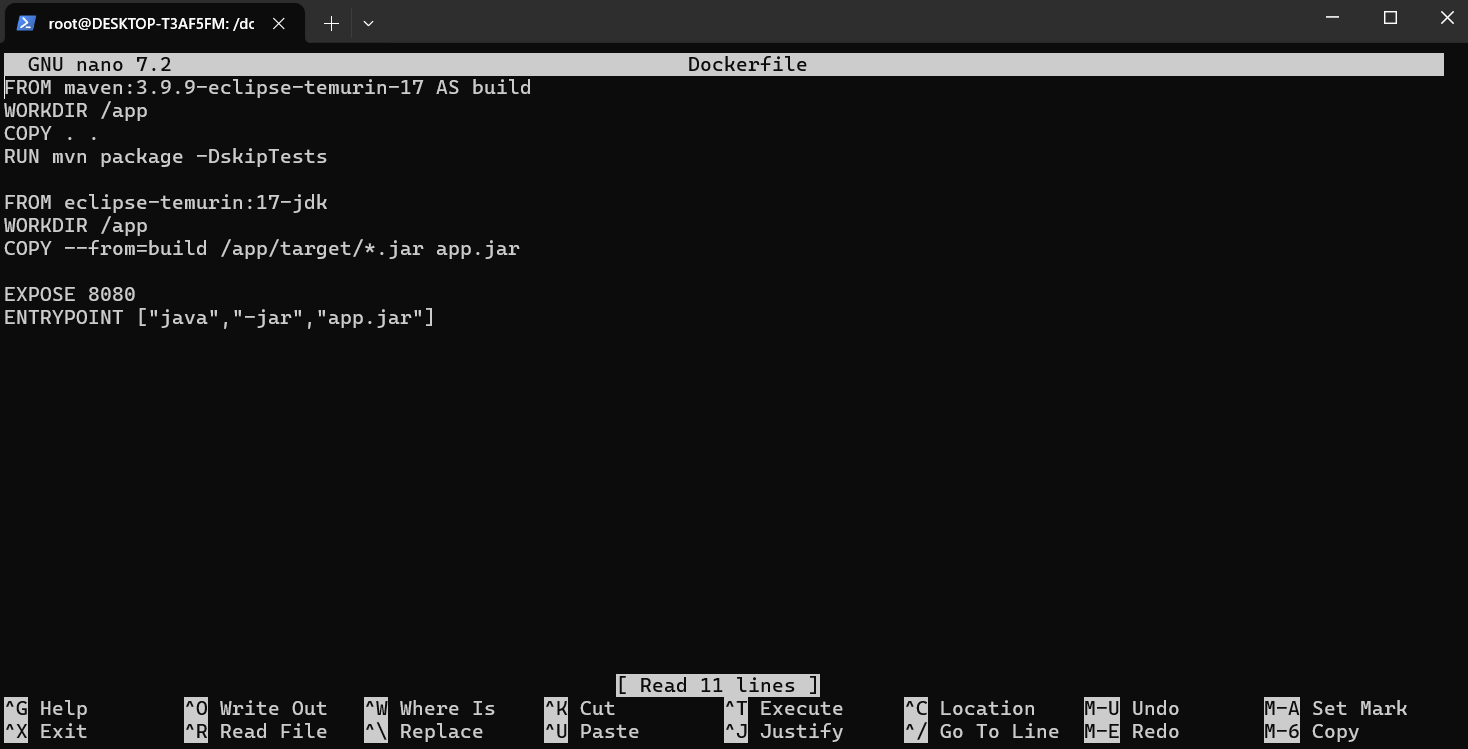 root@DESKTOP-T3AF5FM: /dc
GNU nano 7.2 Dockerfile
FROM maven:3.9.9-eclipse-temurin-17 AS build
WORKDIR /app
COPY . .
RUN mvn package -DskipTests
FROM eclipse-temurin:17-jdk
WORKDIR /app
COPY --from=build /app/target/*.jar app.jar
EXPOSE 8080
ENTRYPOINT ["java","-jar","app.jar"]
[ Read 11 lines ]
^G Help ^O Write Out ^W Where Is ^K Cut ^T Execute ^C Location M-U Undo M-A Set Mark
^X Exit ^R Read File ^\ Replace ^U Paste ^J Justify ^/ Go To Line M-E Redo M-6 Copy